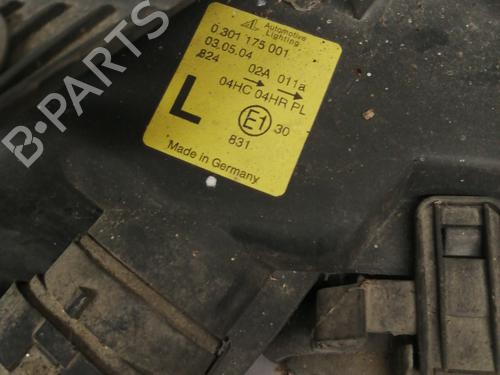 Automotive
Lighting
0 301 175 001
03.05.04
824
02A 011a
04HC 04HR PL
L
E1 30
831
Made in Germany
B-PARTS